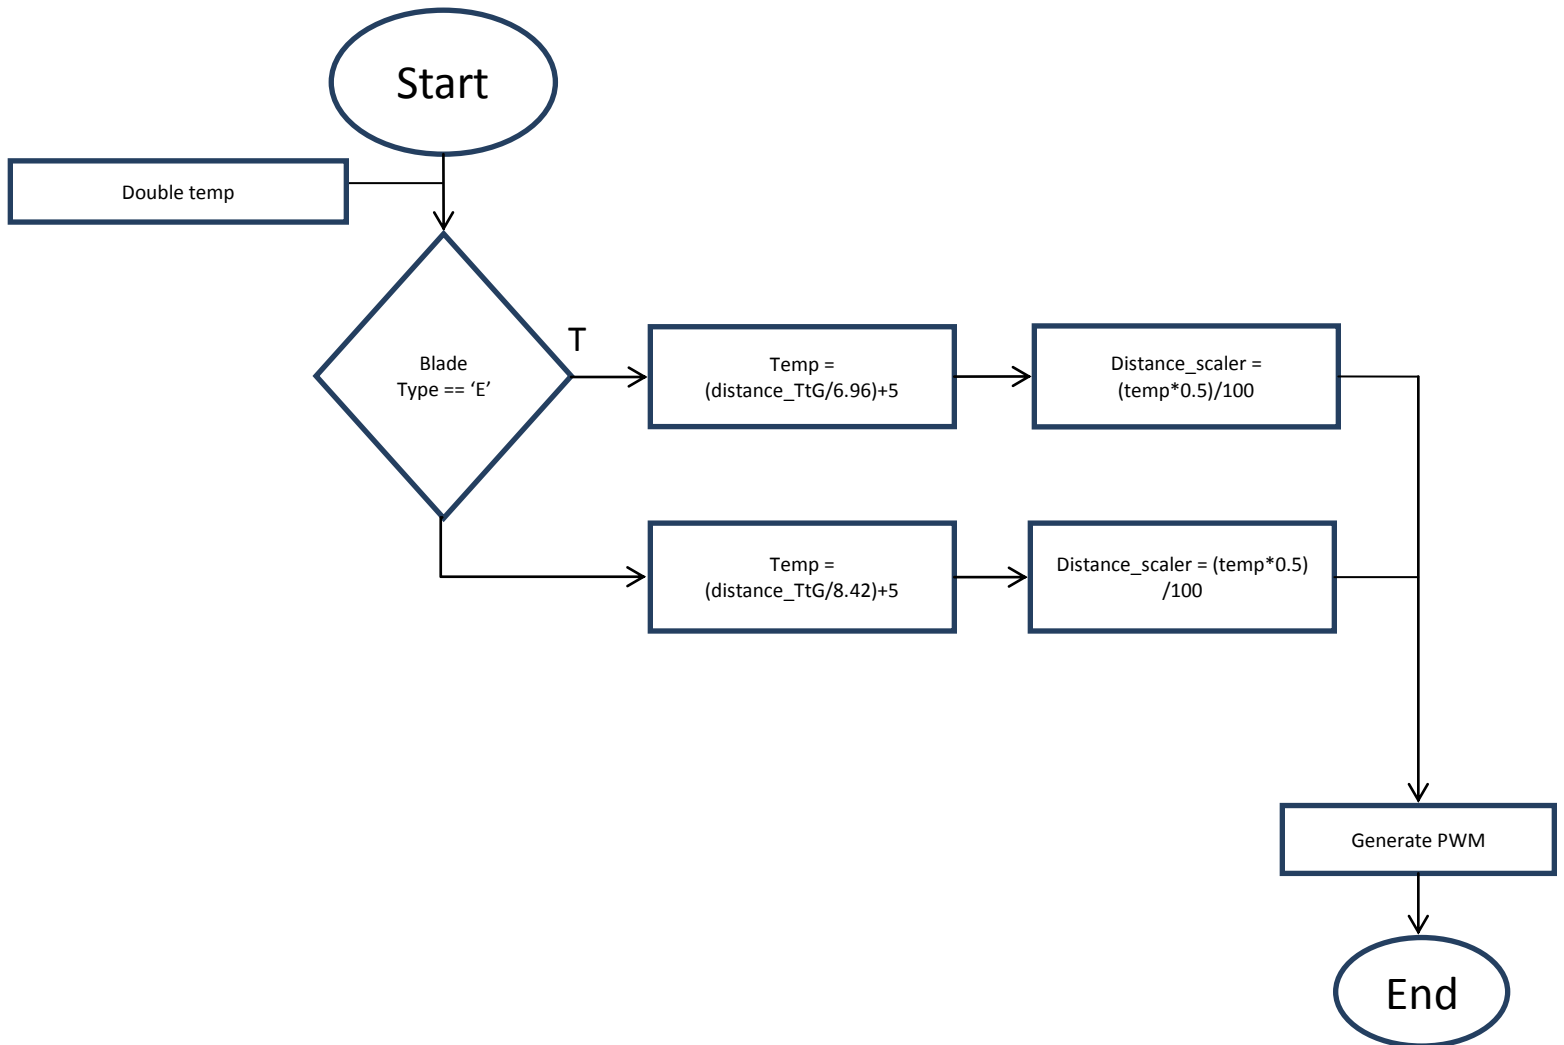 Start
Double temp
Blade
Type == ‘E’
T
Temp =
(distance_TtG/6.96)+5
Distance_scaler =
(temp*0.5)/100
Temp =
(distance_TtG/8.42)+5
Distance_scaler = (temp*0.5)
/100
Generate PWM
End